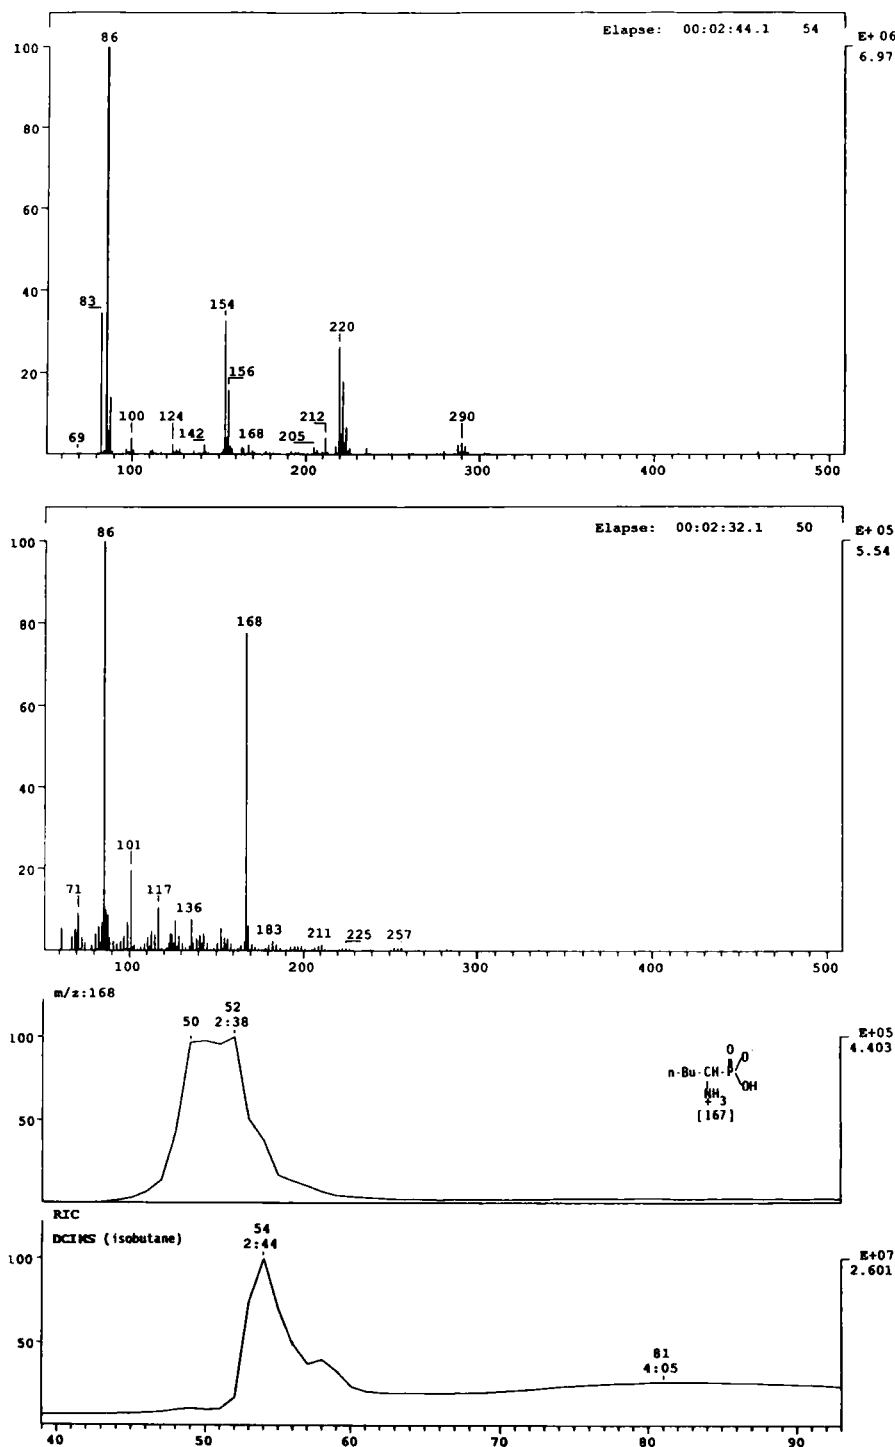 Elapse: 00:02:44.1 54
E+06
6.97
100
80
60
40
20
86
83
69
100
124
142
154
156
168
205
212
220
290
100 200 300 400 500
Elapse: 00:02:32.1 50
E+05
5.54
100
80
60
40
20
86
71
101
117
136
168
183
211
225
257
100 200 300 400 500
m/z:168
50
52
2:38
E+05
4.403
100
50
O
O
n-Bu-CH-P
OH
NH3
+
[167]
RIC
DCIMS (isobutane)
54
2:44
E+07
2.601
100
50
81
4:05
40 50 60 70 80 90